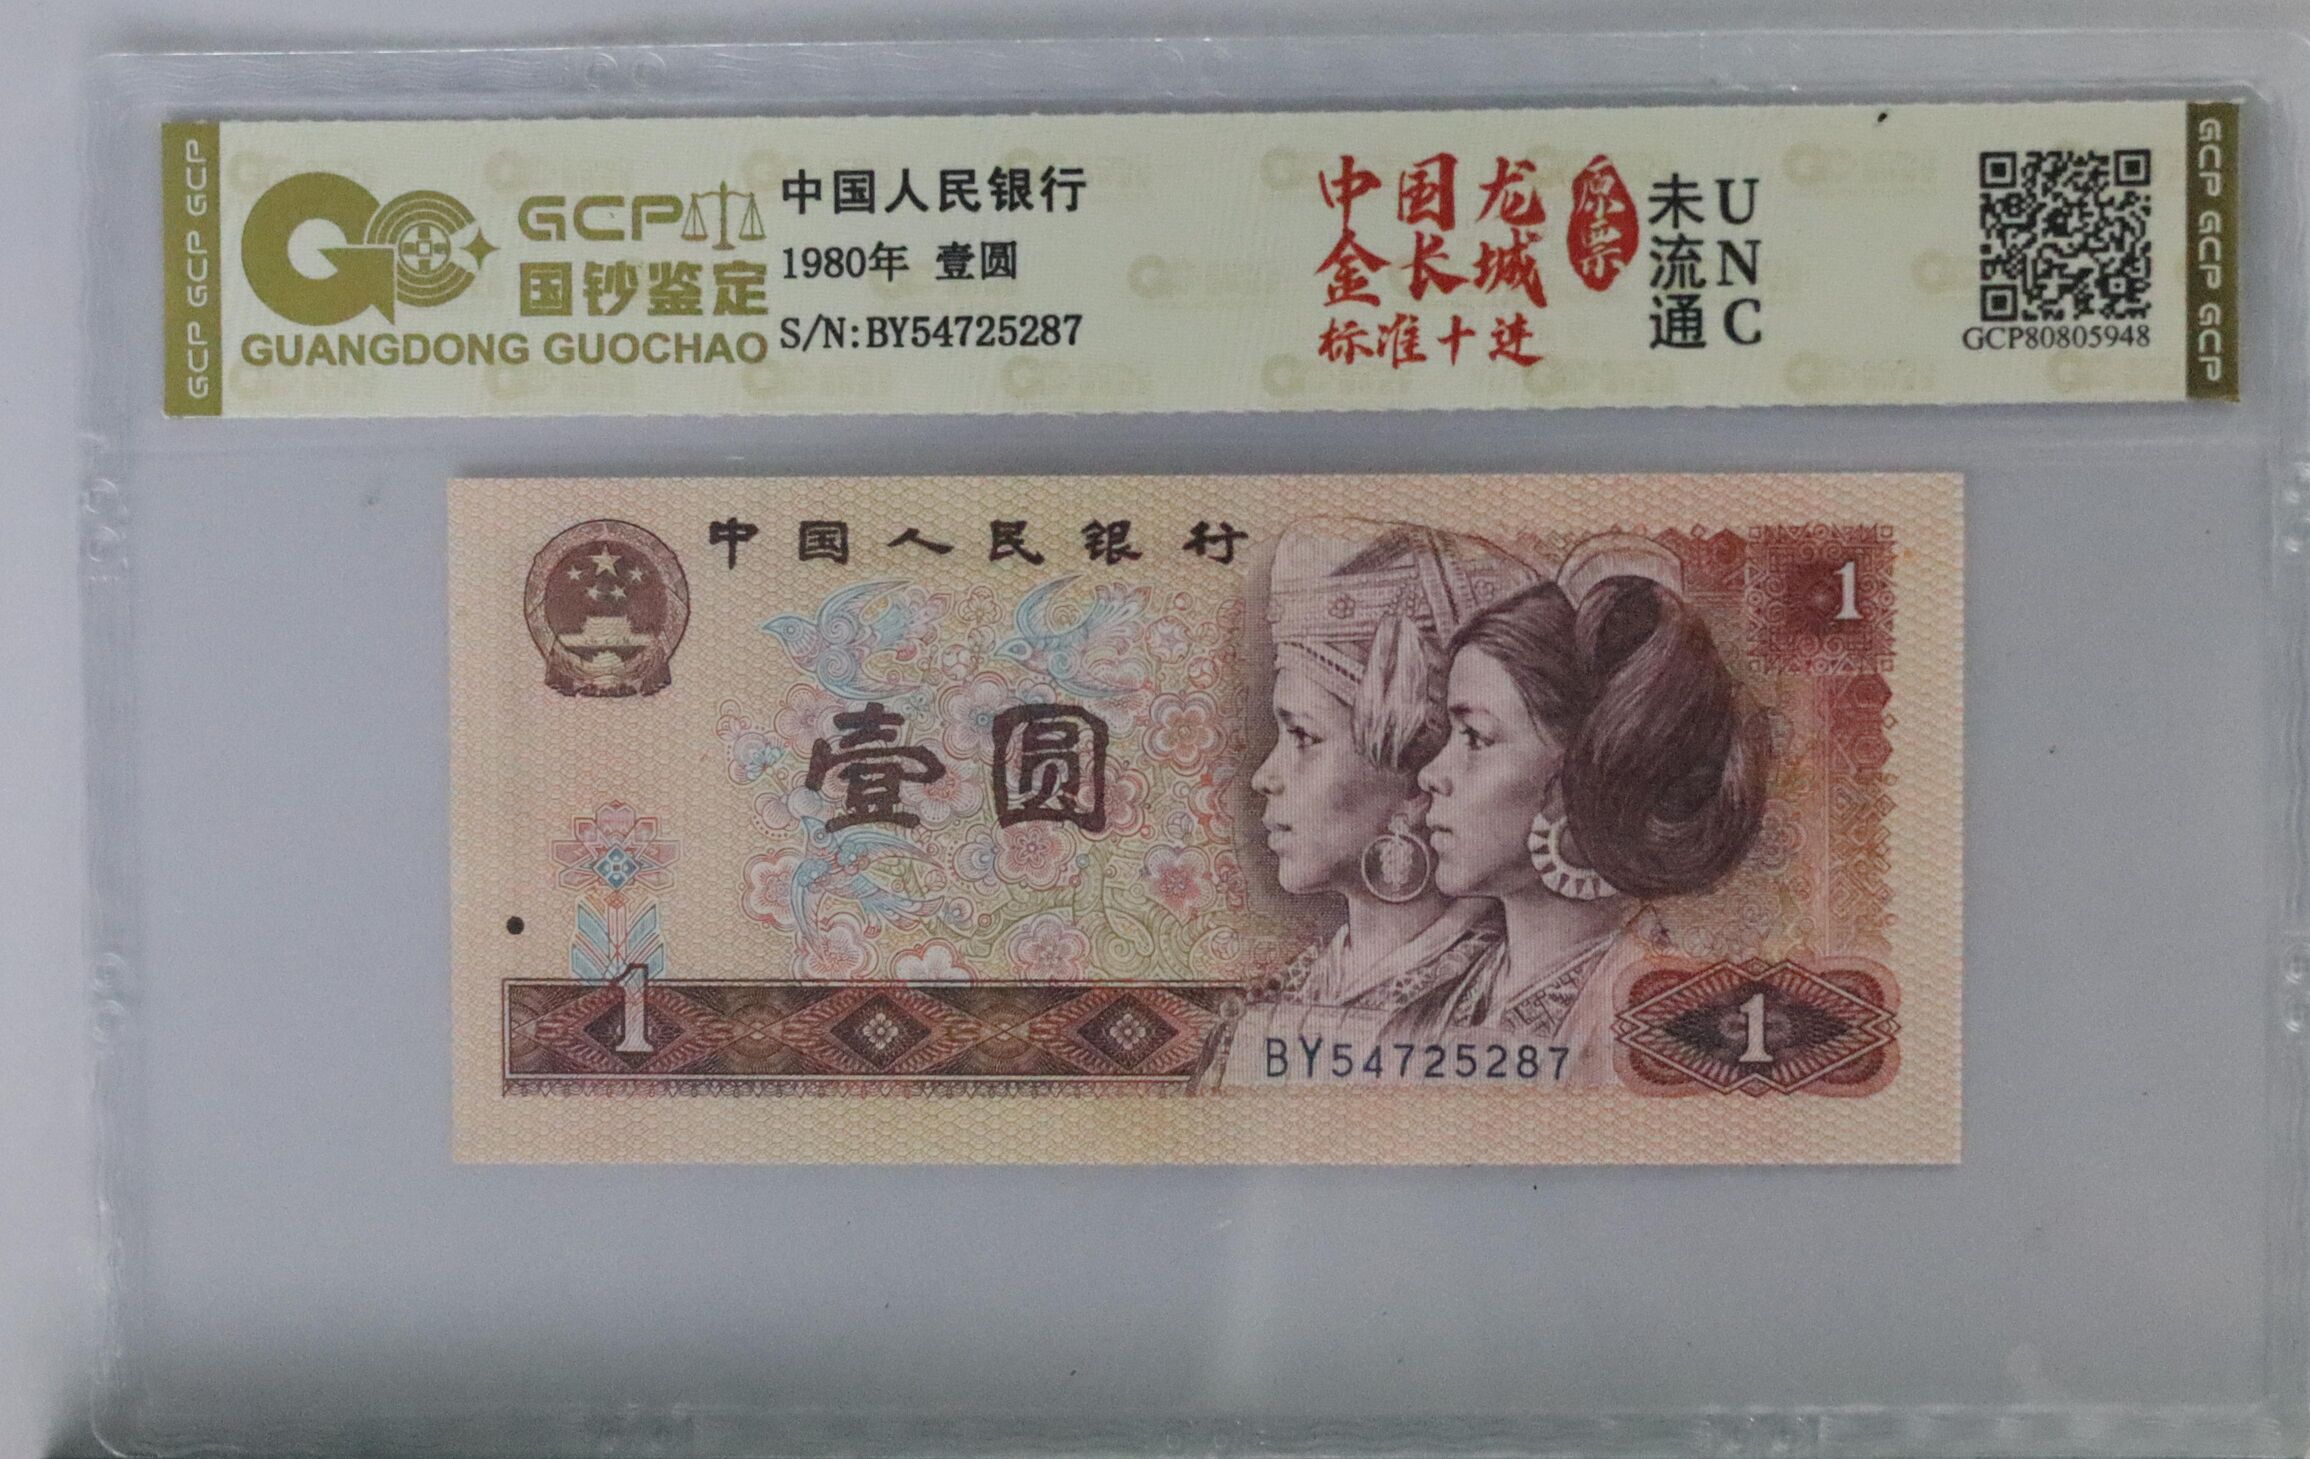 GCP GCP GCP
GCP
国钞鉴定
GUANGDONG GUOCHAO
中国人民银行
1980年 壹圆
S/N:BY54725287
中国龙
金长城
标准十进
原票
未流通
UNC
GCP80805948
GCP GCP GCP
中国人民银行
1
壹圆
1
BY54725287
1